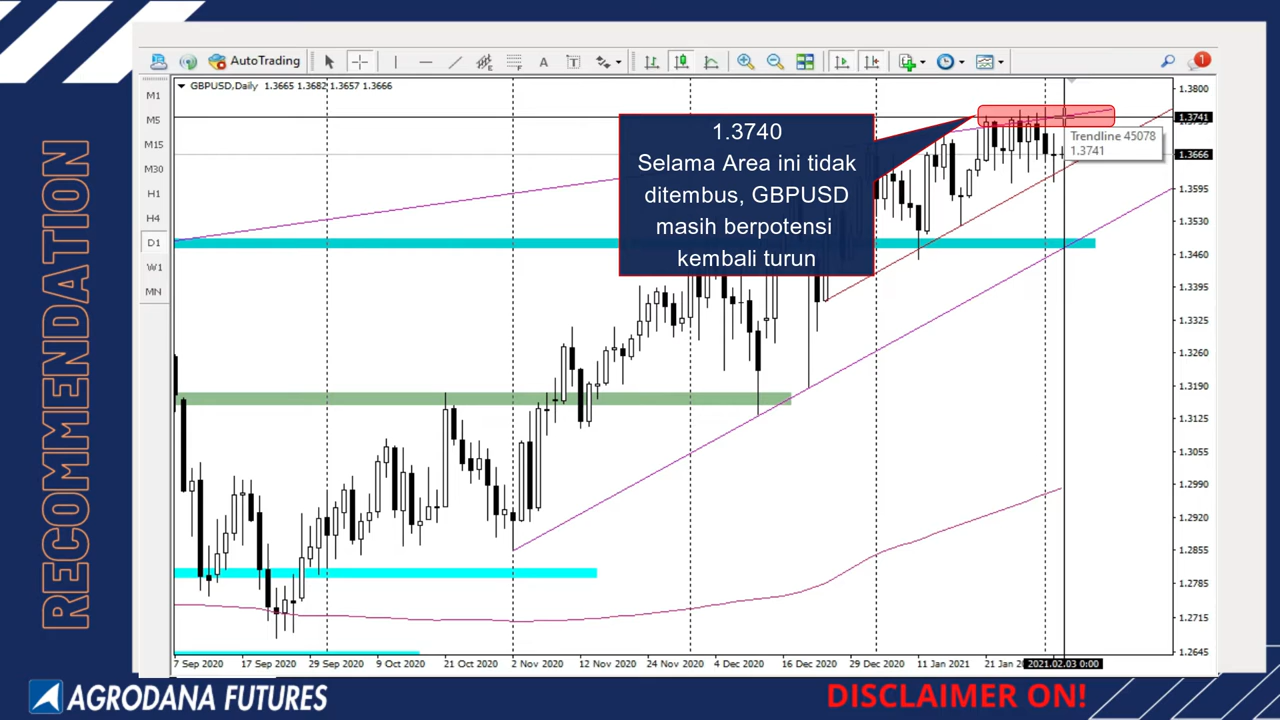 RECOMMENDATION
AutoTrading
A
T
1
M1
M5
M15
M30
H1
H4
D1
W1
MN
GBPUSD,Daily 1.3665 1.3682 1.3657 1.3666
1.3740
Selama Area ini tidak
ditembus, GBPUSD
masih berpotensi
kembali turun
Trendline 45078
1.3741
1.3800
1.3741
1.3666
1.3595
1.3530
1.3460
1.3395
1.3325
1.3260
1.3190
1.3125
1.3055
1.2990
1.2920
1.2855
1.2785
1.2715
1.2645
7 Sep 2020 17 Sep 2020 29 Sep 2020 9 Oct 2020 21 Oct 2020 2 Nov 2020 12 Nov 2020 24 Nov 2020 4 Dec 2020 16 Dec 2020 29 Dec 2020 11 Jan 2021 21 Jan 2021.02.03 0:00
AGRODANA FUTURES
DISCLAIMER ON!